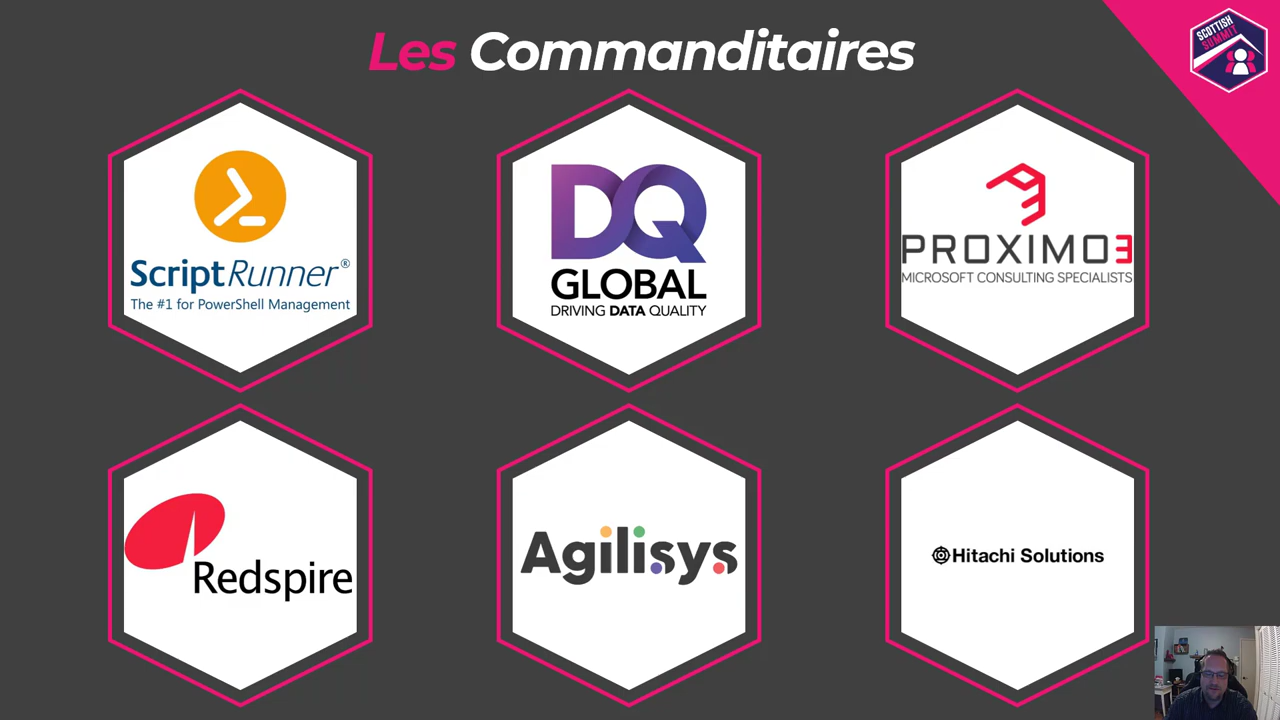 Les Commanditaires
SCOTTISH
SUMMIT
ScriptRunner®
The #1 for PowerShell Management
DQ
GLOBAL
DRIVING DATA QUALITY
PROXIMO3
MICROSOFT CONSULTING SPECIALISTS
Redspire
Agilisys
Hitachi Solutions